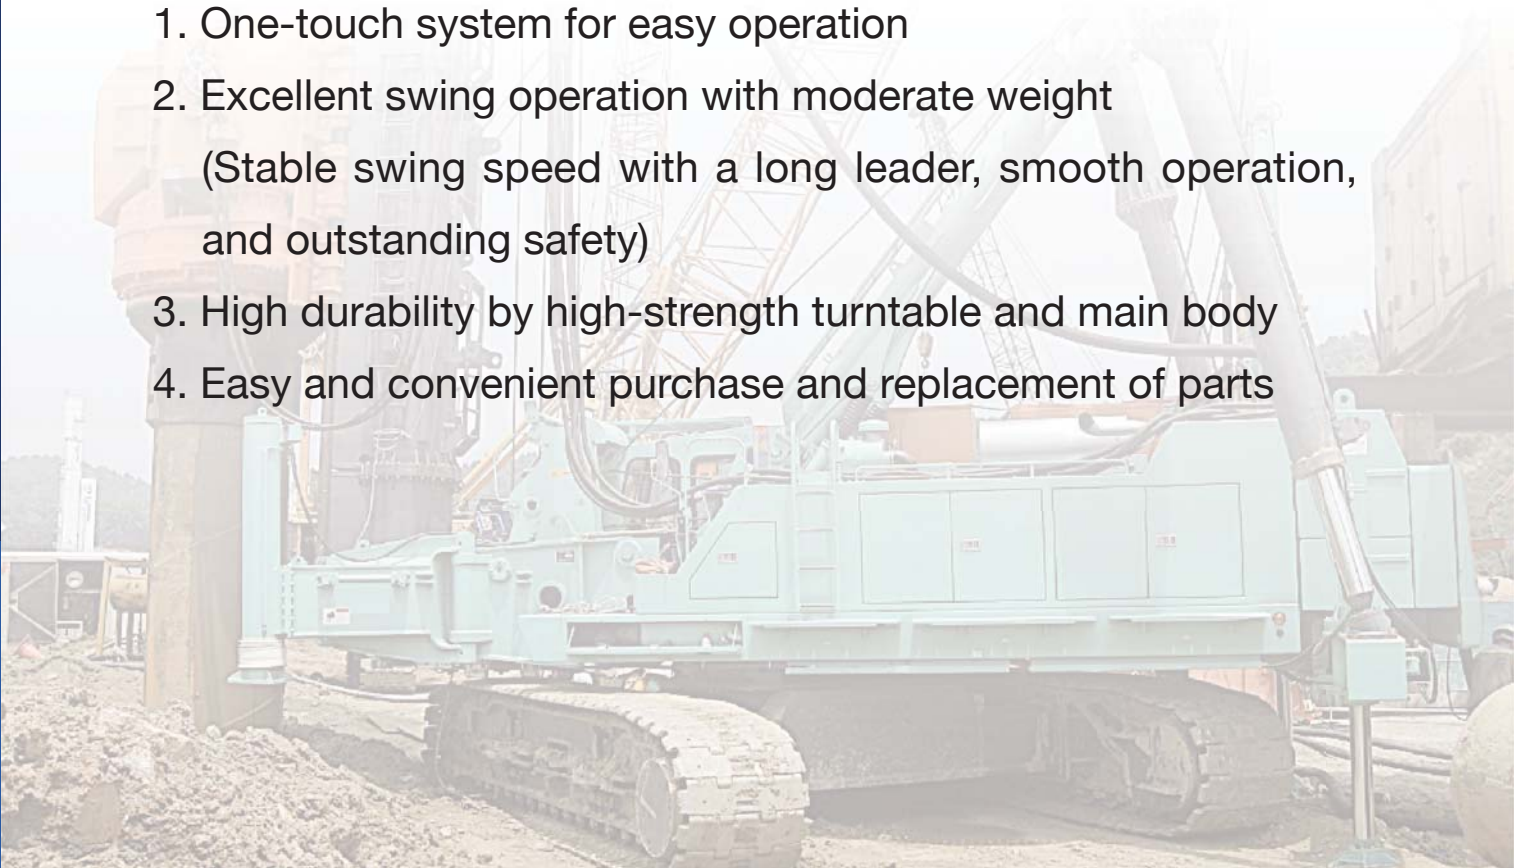 1. One-touch system for easy operation
2. Excellent swing operation with moderate weight
(Stable swing speed with a long leader, smooth operation,
and outstanding safety)
3. High durability by high-strength turntable and main body
4. Easy and convenient purchase and replacement of parts